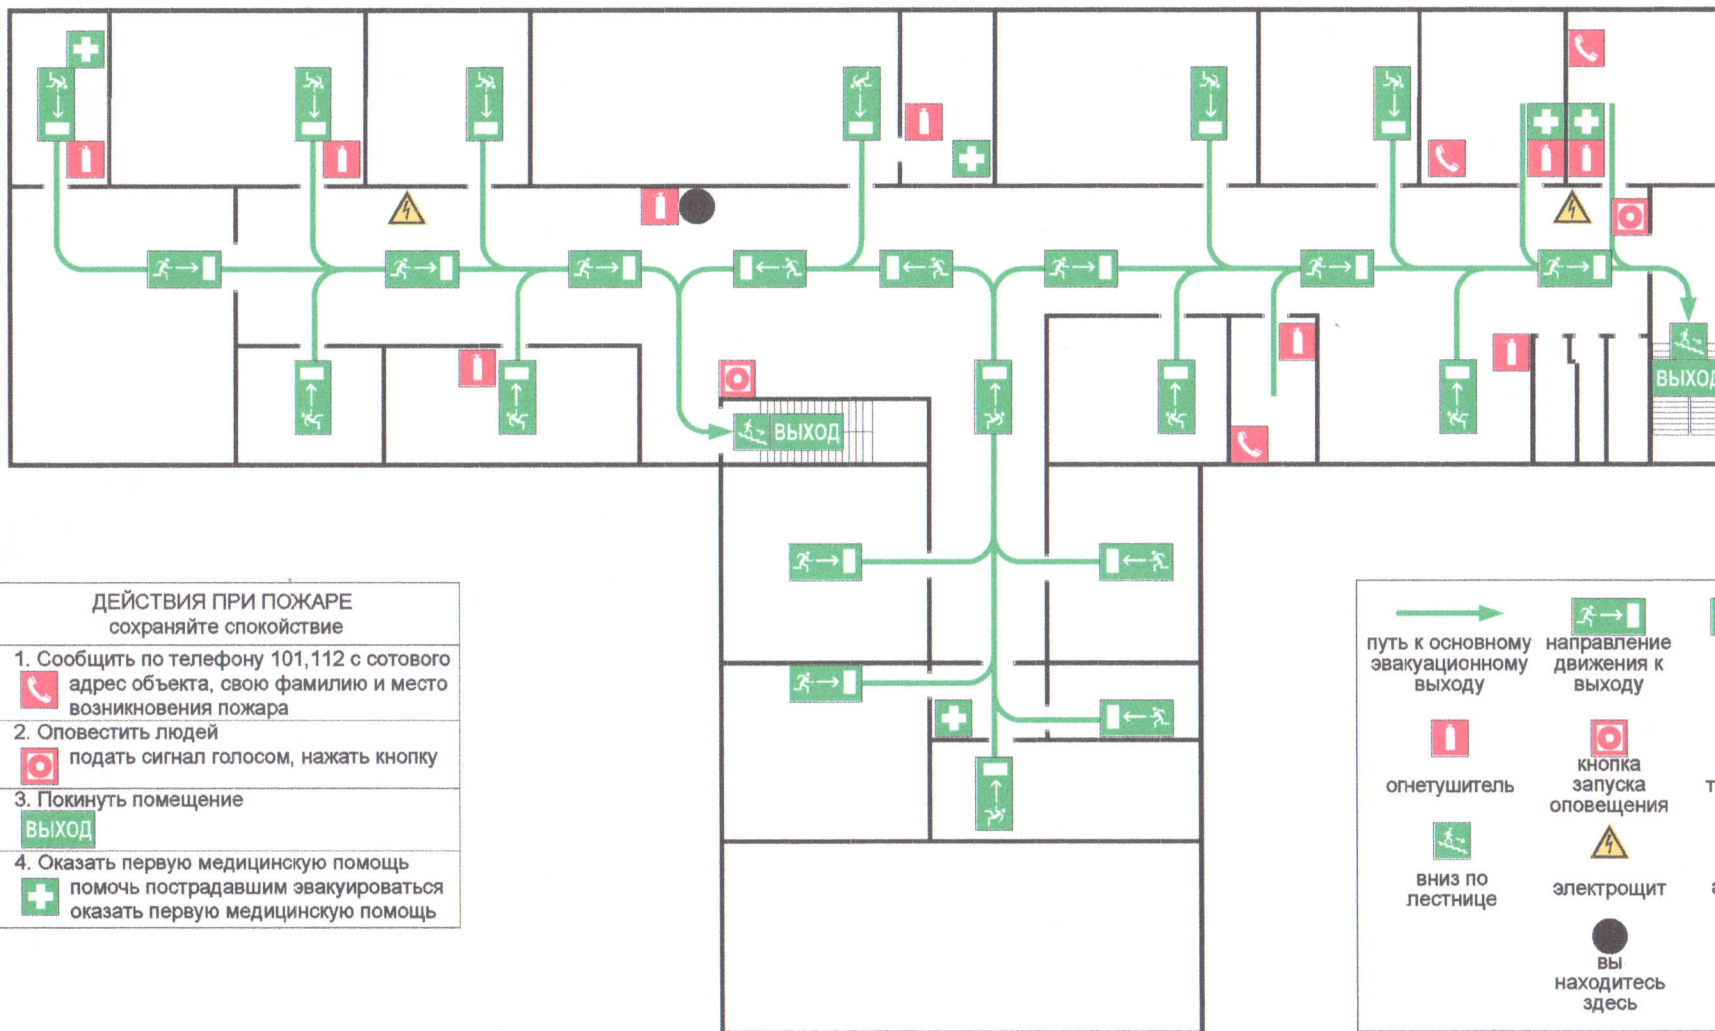 ВЫХОД
ВЫХОД
ДЕЙСТВИЯ ПРИ ПОЖАРЕ
сохраняйте спокойствие
1. Сообщить по телефону 101,112 с сотового
адрес объекта, свою фамилию и место
возникновения пожара
2. Оповестить людей
подать сигнал голосом, нажать кнопку
3. Покинуть помещение
ВЫХОД
4. Оказать первую медицинскую помощь
помочь пострадавшим эвакуироваться
оказать первую медицинскую помощь
путь к основному
эвакуационному
выходу
направление
движения к
выходу
огнетушитель
кнопка
запуска
оповещения
вниз по
лестнице
электрощит
вы
находитесь
здесь